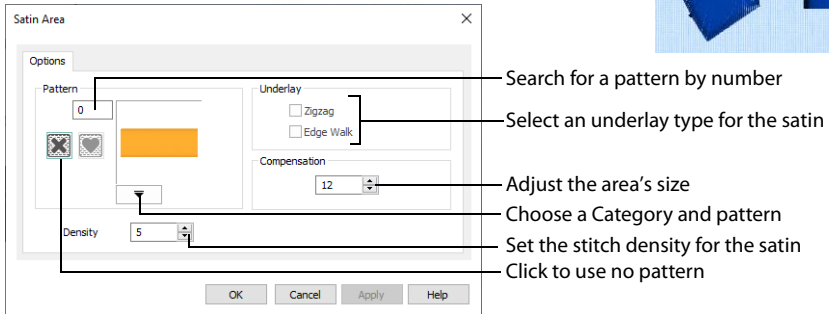 Satin Area
Options
Pattern
0
Underlay
Zigzag
Edge Walk
Compensation
12
Density
5
OK
Cancel
Apply
Help
Search for a pattern by number
Select an underlay type for the satin
Adjust the area's size
Choose a Category and pattern
Set the stitch density for the satin
Click to use no pattern